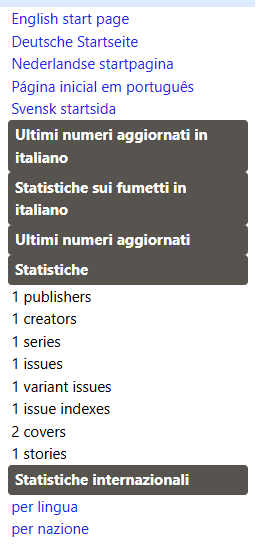 English start page
Deutsche Startseite
Nederlandse startpagina
Página inicial em português
Svensk startsida
Ultimi numeri aggiornati in
italiano
Statistiche sui fumetti in
italiano
Ultimi numeri aggiornati
Statistiche
1 publishers
1 creators
1 series
1 issues
1 variant issues
1 issue indexes
2 covers
1 stories
Statistiche internazionali
per lingua
per nazione